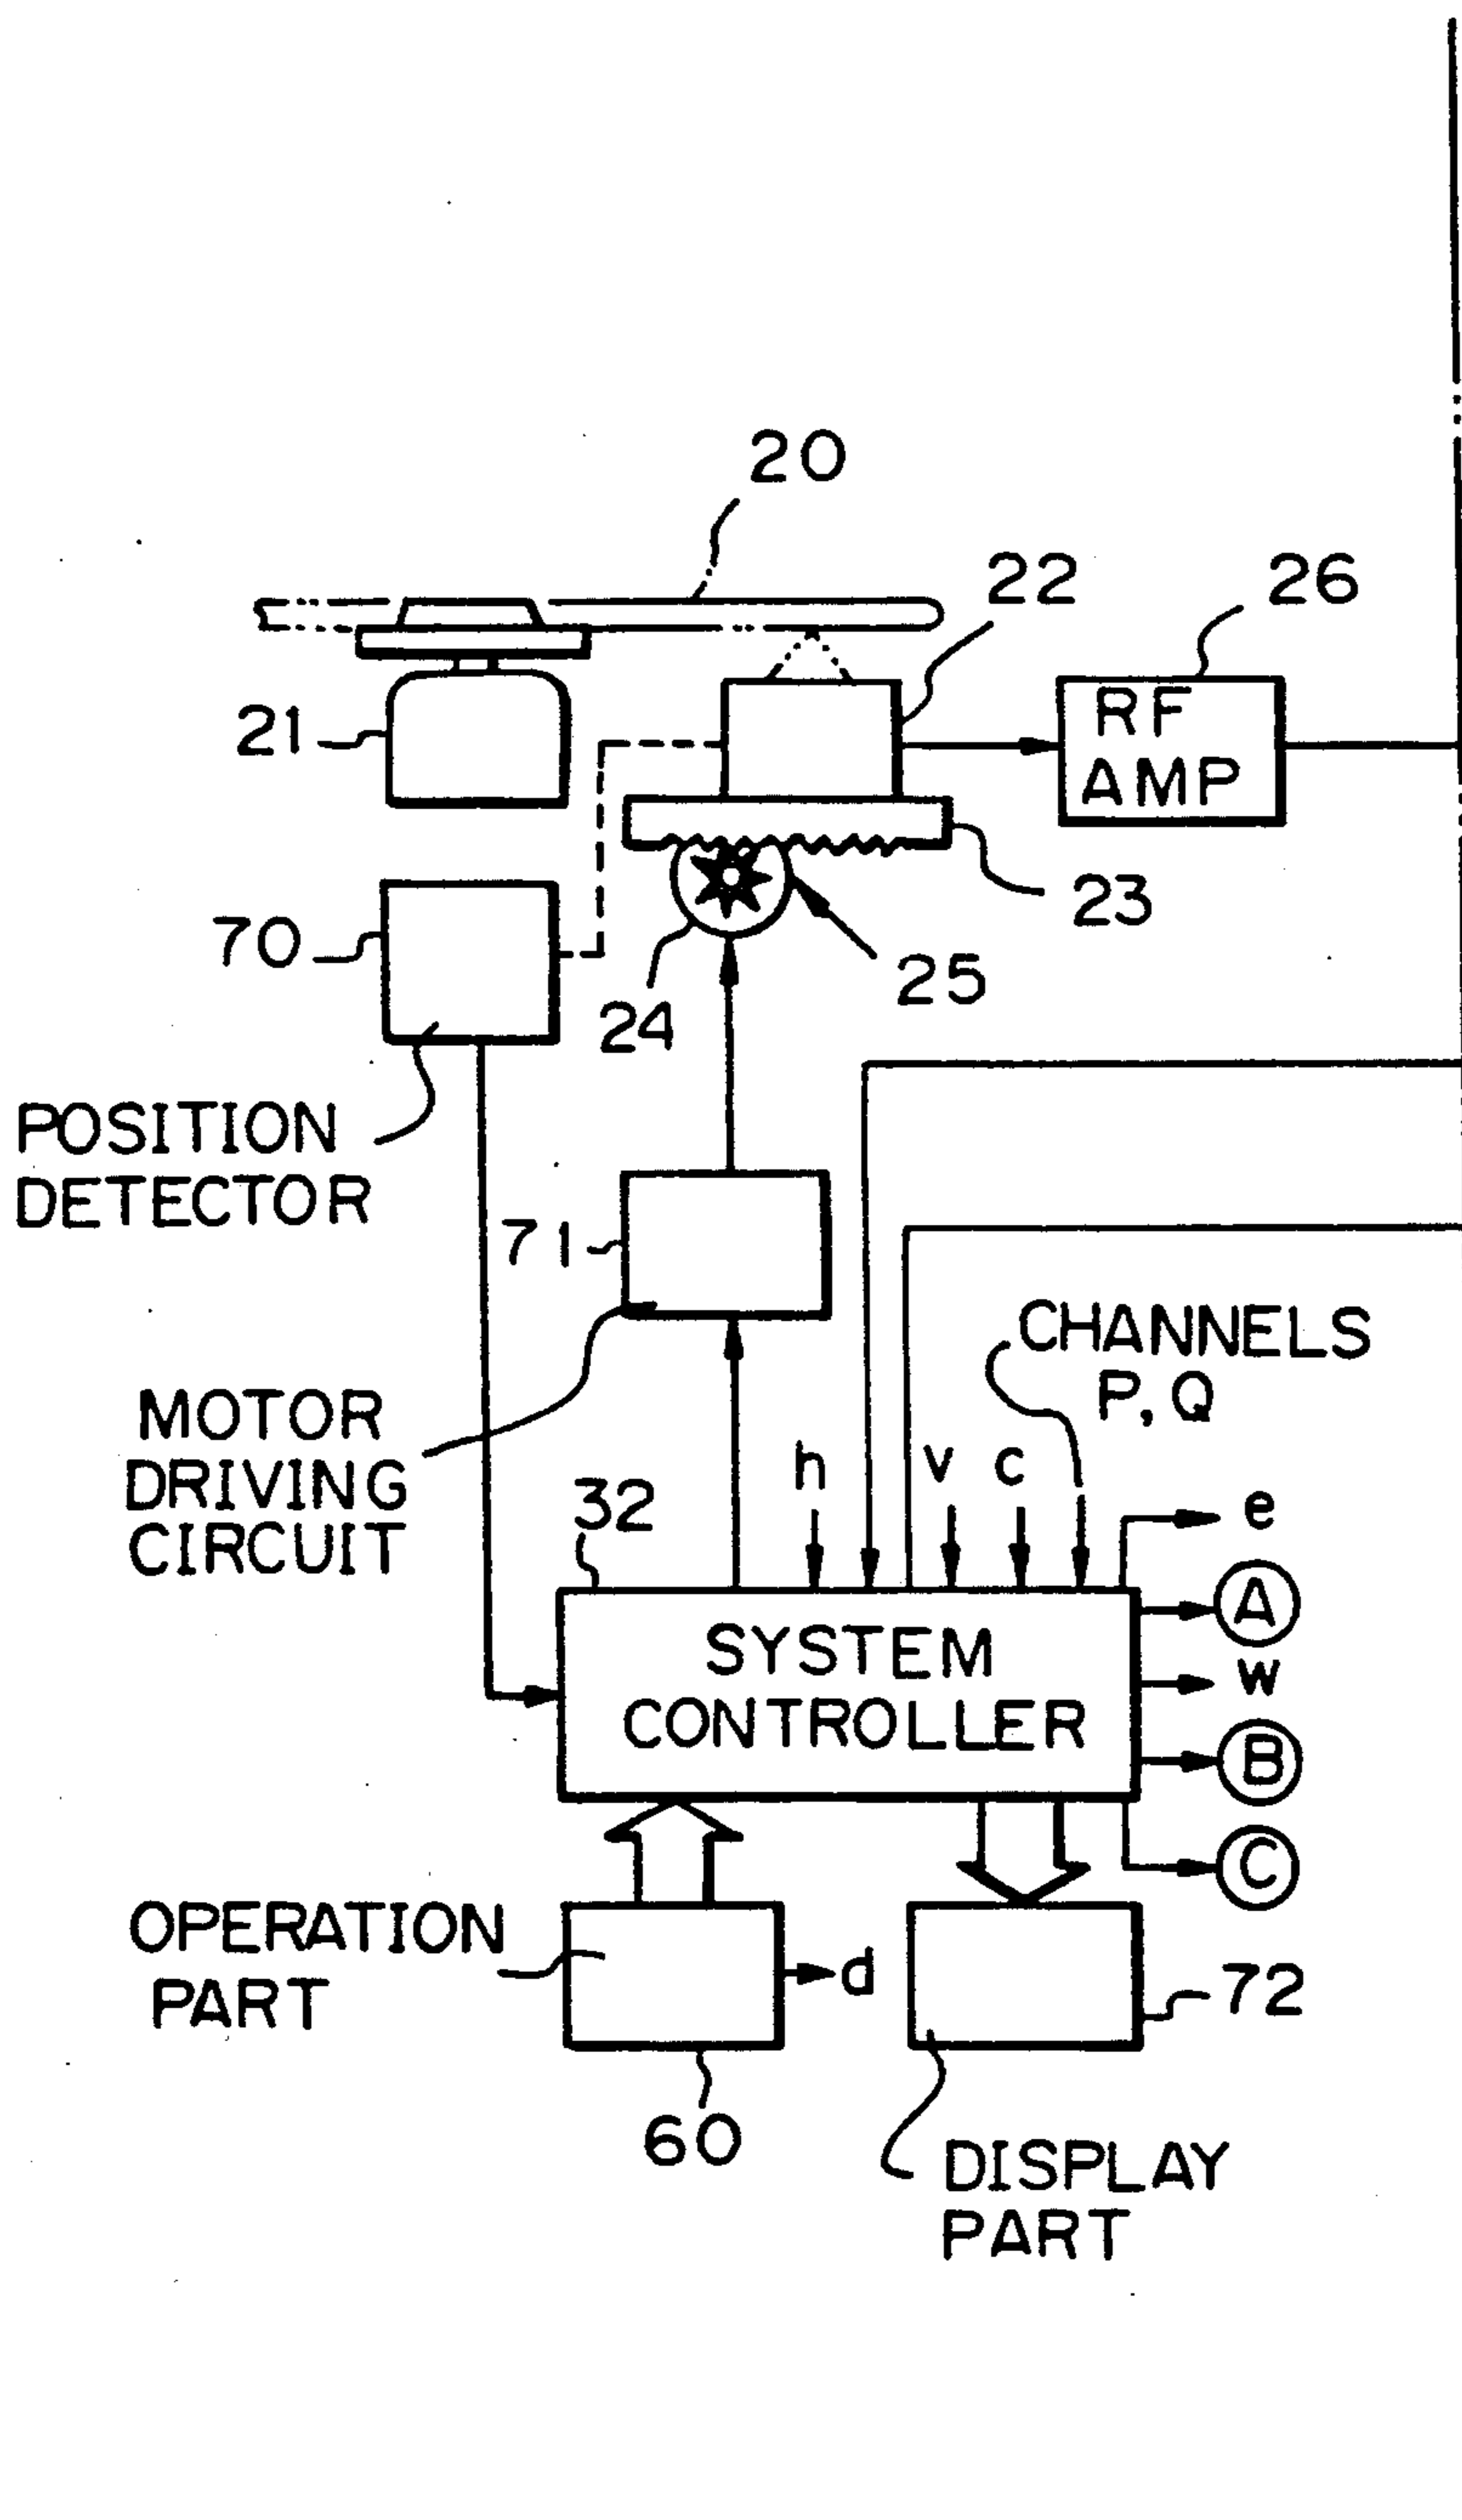 20
22
26
21
RF
AMP
23
70
25
24
POSITION
DETECTOR
71
CHANNELS
P,Q
MOTOR
DRIVING
CIRCUIT
h
v
c
32
e
A
SYSTEM
CONTROLLER
w
B
C
OPERATION
PART
d
72
60
DISPLAY
PART